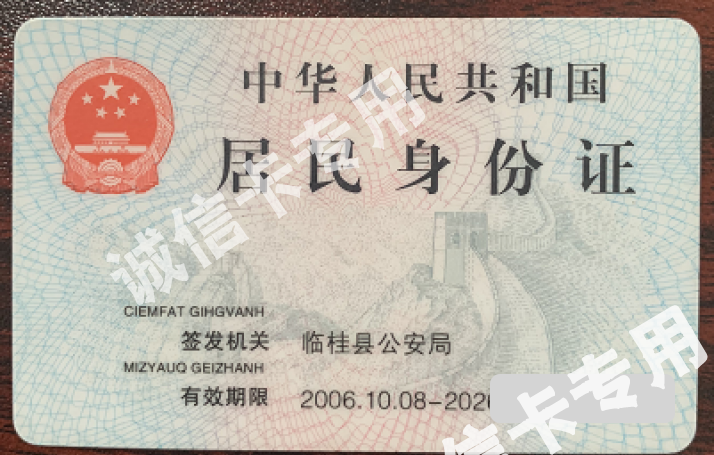 中华人民共和国
居民身份证
诚信卡专用
CIEMFAT GIHGVANH
签发机关 临桂县公安局
MIZYAUQ GEIZHANH
有效期限 2006.10.08-202
信卡专用